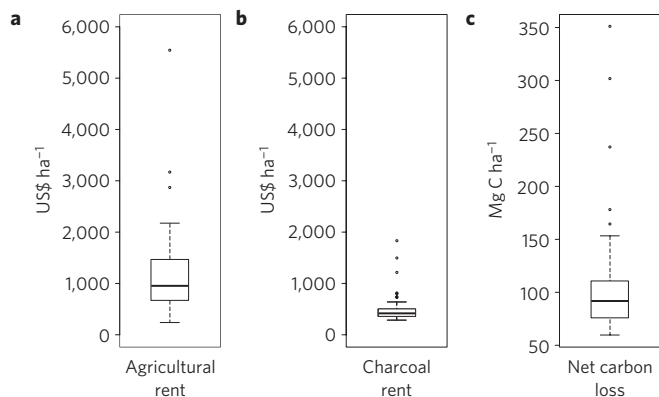 a
US$ ha⁻¹
6,000
5,000
4,000
3,000
2,000
1,000
0
Agricultural
rent
b
US$ ha⁻¹
6,000
5,000
4,000
3,000
2,000
1,000
0
Charcoal
rent
c
Mg C ha⁻¹
350
300
250
200
150
100
50
Net carbon
loss